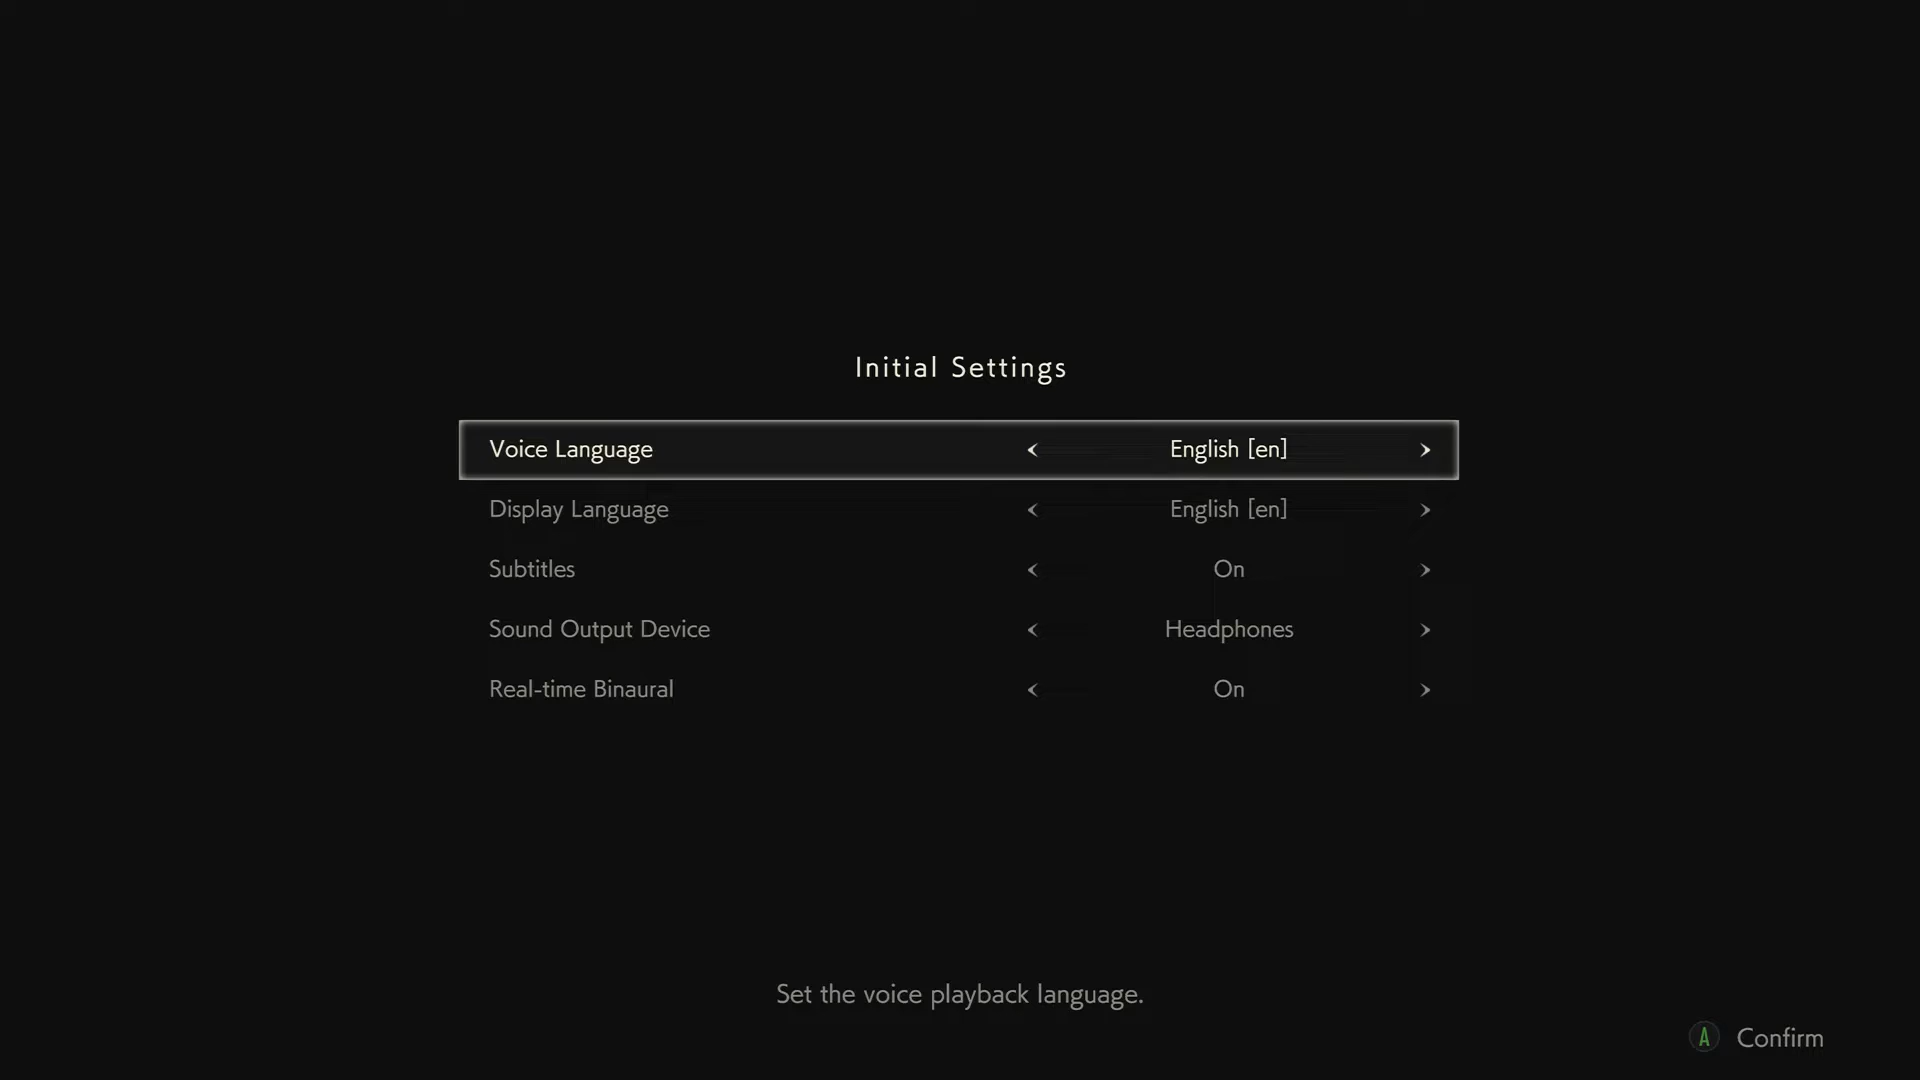 Initial Settings
Voice Language < English [en] >
Display Language < English [en] >
Subtitles < On >
Sound Output Device < Headphones >
Real-time Binaural < On >
Set the voice playback language.
A Confirm